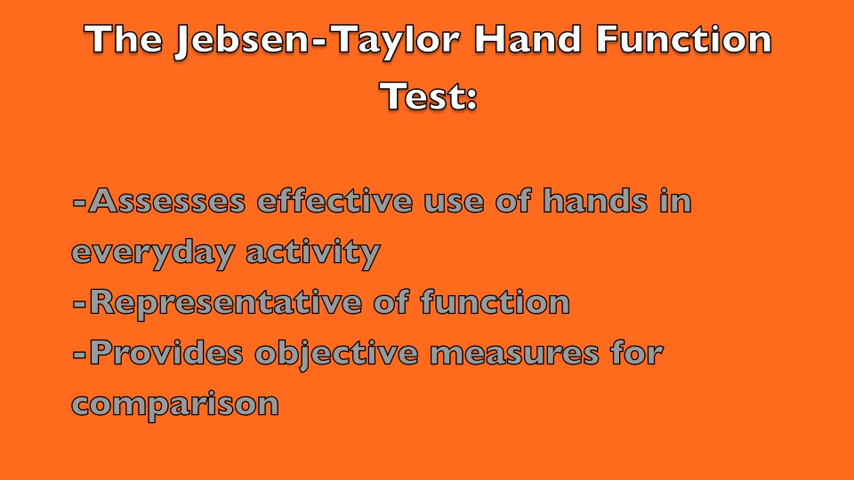 The Jebsen-Taylor Hand Function
Test:
-Assesses effective use of hands in
everyday activity
-Representative of function
-Provides objective measures for
comparison